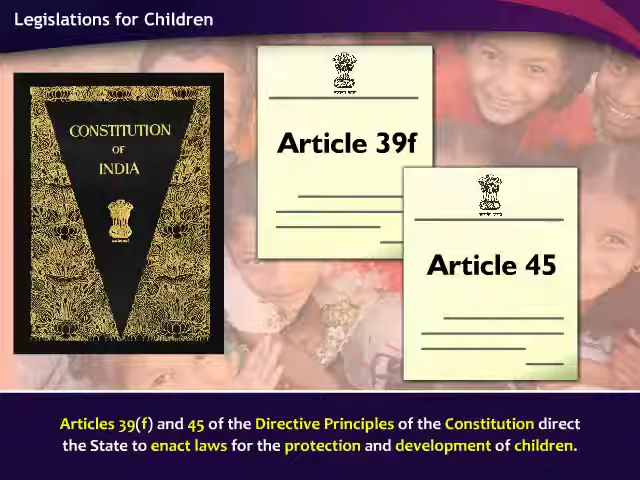 Legislations for Children
CONSTITUTION
OF
INDIA
Article 39f
Article 45
Articles 39(f) and 45 of the Directive Principles of the Constitution direct
the State to enact laws for the protection and development of children.